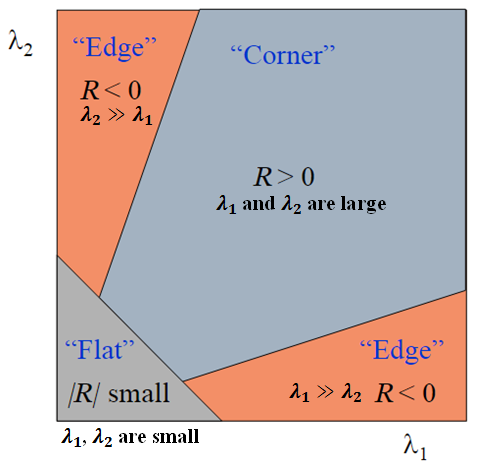 λ₂
“Edge”
R < 0
λ₂ ≫ λ₁
“Corner”
R > 0
λ₁ and λ₂ are large
“Flat”
|R| small
λ₁, λ₂ are small
“Edge”
λ₁ ≫ λ₂ R < 0
λ₁